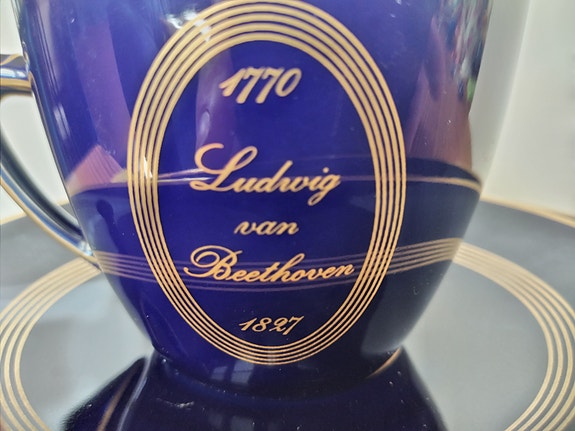 1770
Ludwig
van
Beethoven
1827